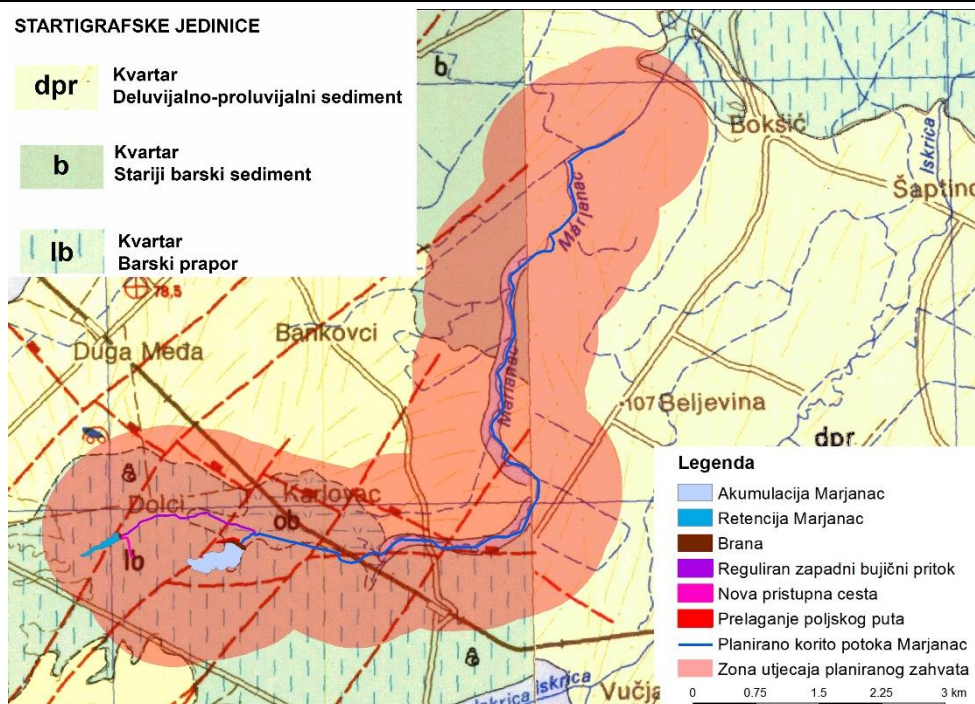 STARTIGRAFSKE JEDINICE
dpr
Kvartar
Deluvijalno-proluvijalni sediment
b
Kvartar
Stariji barski sediment
lb
Kvartar
Barski prapor
b
Bokšić
Iskrica
Šaptino
Marjanac
78,5
Bankovci
Duga Međa
Marjanac
107 Beljevina
dpr
Dolci
Karlovac
ob
lb
Iskrica Iskrica
Vučja
Legenda
Akumulacija Marjanac
Retencija Marjanac
Brana
Reguliran zapadni bujični pritok
Nova pristupna cesta
Prelaganje poljskog puta
Planirano korito potoka Marjanac
Zona utjecaja planiranog zahvata
0 0.75 1.5 2.25 3 km